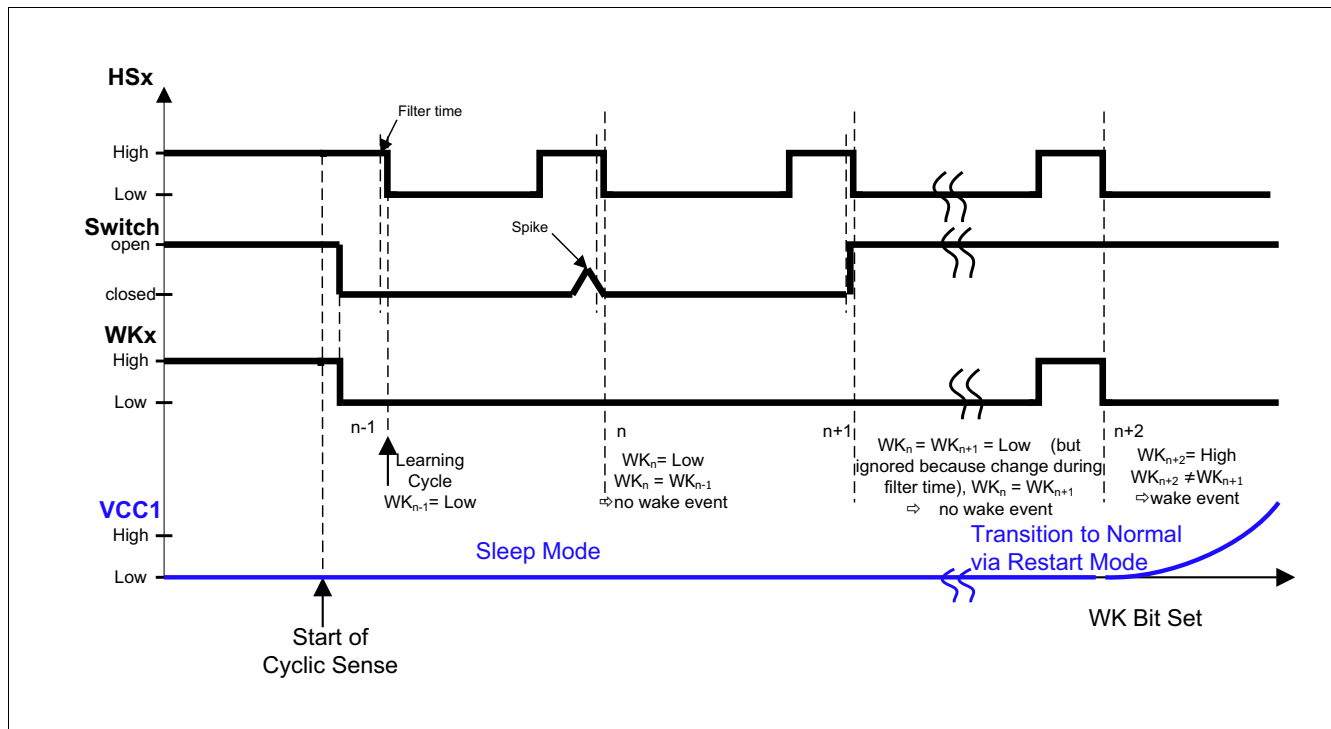 HSx
Filter time
High
Low
Switch
open
Spike
closed
WKx
High
Low
n-1
n
n+1
n+2
Learning
Cycle
WKn-1= Low
WKn= Low
WKn = WKn-1
⇨no wake event
WKn = WKn+1 = Low (but
ignored because change during
filter time), WKn = WKn+1
⇨ no wake event
WKn+2= High
WKn+2 ≠WKn+1
⇨wake event
VCC1
High
Low
Sleep Mode
Transition to Normal
via Restart Mode
Start of
Cyclic Sense
WK Bit Set